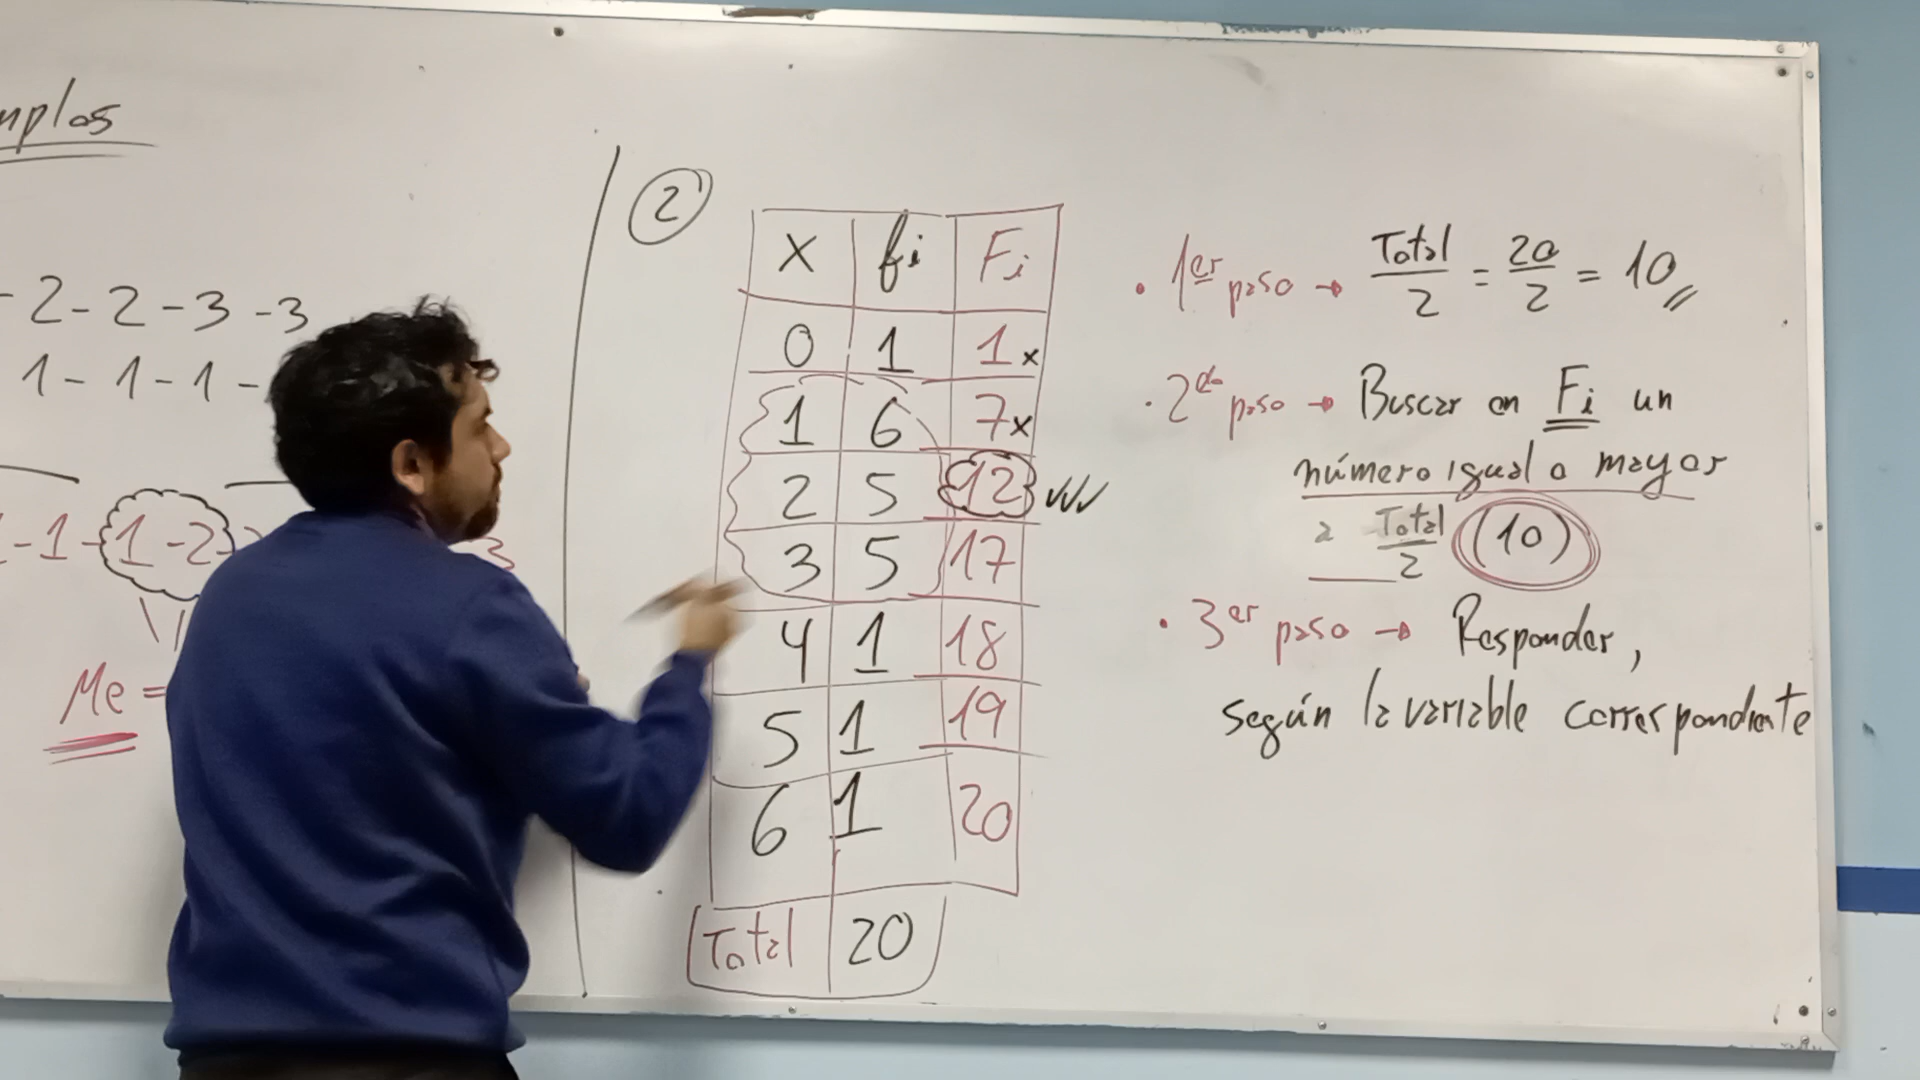 mplos
- 2 - 2 - 3 - 3
1 - 1 - 1 -
- 1 - 1 - 2 -
3
Me =
2
X fi Fi
0 1 1 x
1 6 7 x
2 5 12
3 5 17
4 1 18
5 1 19
6 1 20
Total 20
· 1er paso → Total/2 = 20/2 = 10
· 2do paso → Buscar en Fi un
número igual o mayor
a Total/2 (10)
· 3er paso → Responder,
según la variable correspondiente